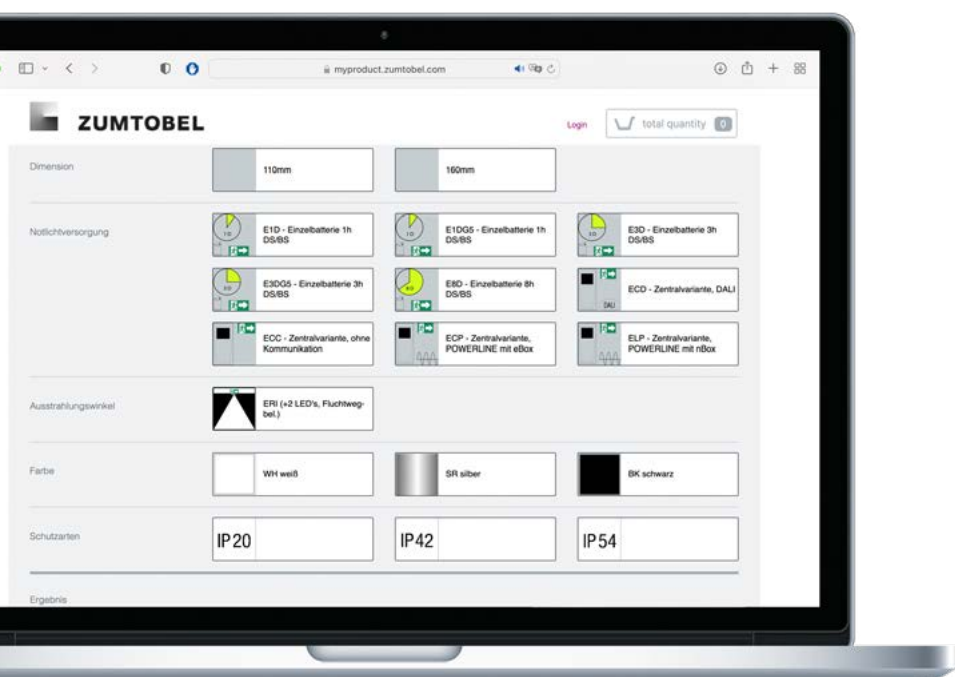 myproduct.zumtobel.com
ZUMTOBEL
Login
total quantity 0
Dimension
110mm
160mm
Notlichtversorgung
E1D - Einzelbatterie 1h
DS/BS
E1DG5 - Einzelbatterie 1h
DS/BS
E3D - Einzelbatterie 3h
DS/BS
E3DG5 - Einzelbatterie 3h
DS/BS
E8D - Einzelbatterie 8h
DS/BS
DALI
ECD - Zentralvariante, DALI
ECC - Zentralvariante, ohne
Kommunikation
ECP - Zentralvariante,
POWERLINE mit eBox
ELP - Zentralvariante,
POWERLINE mit nBox
Ausstrahlungswinkel
ERI (+2 LED's, Fluchtweg-
bel.)
Farbe
WH weiß
SR silber
BK schwarz
Schutzarten
IP20
IP42
IP54
Ergebnis